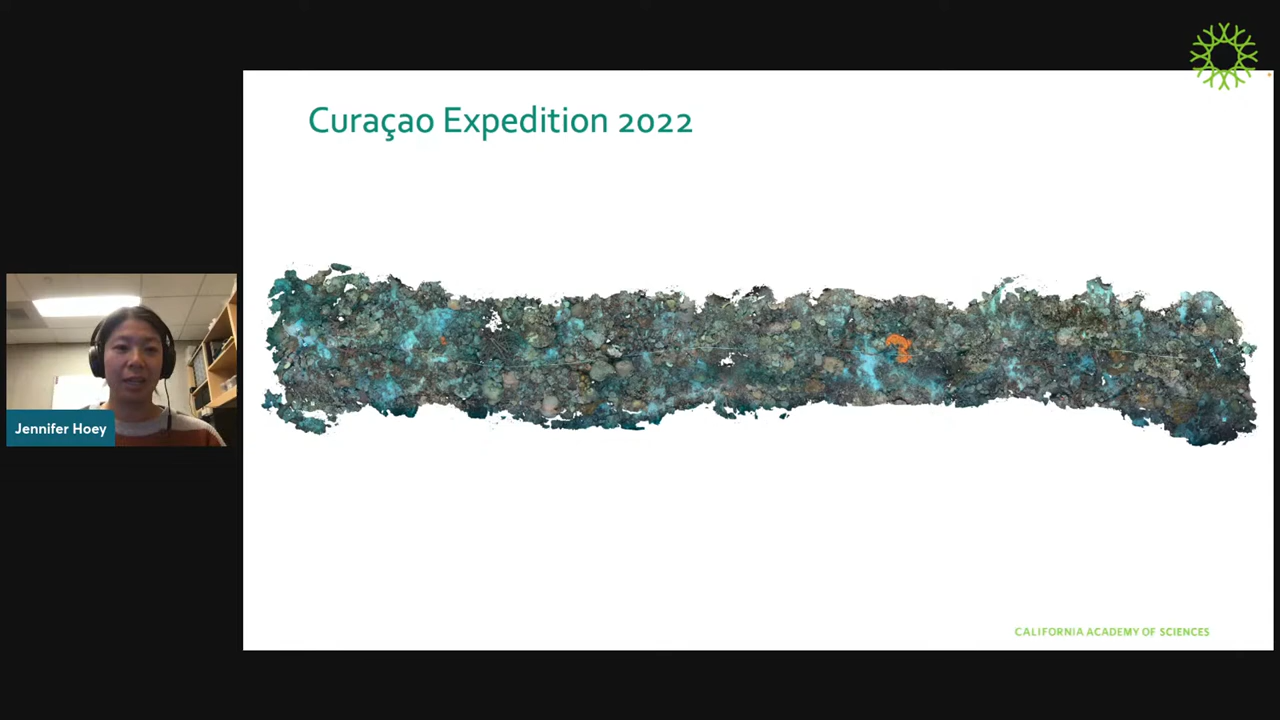 Curaçao Expedition 2022
Jennifer Hoey
CALIFORNIA ACADEMY OF SCIENCES